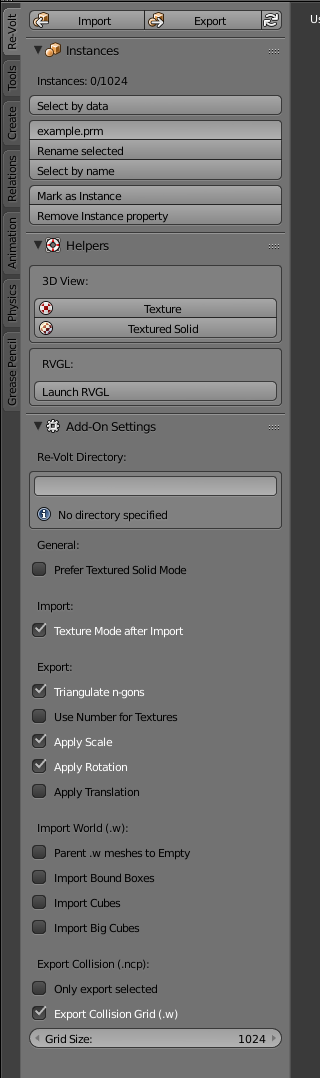 Import Export
Us
Re-Volt
Tools
Create
Relations
Animation
Physics
Grease Pencil
Instances
Instances: 0/1024
Select by data
example.prm
Rename selected
Select by name
Mark as Instance
Remove Instance property
Helpers
3D View:
Texture
Textured Solid
RVGL:
Launch RVGL
Add-On Settings
Re-Volt Directory:
No directory specified
General:
Prefer Textured Solid Mode
Import:
Texture Mode after Import
Export:
Triangulate n-gons
Use Number for Textures
Apply Scale
Apply Rotation
Apply Translation
Import World (.w):
Parent .w meshes to Empty
Import Bound Boxes
Import Cubes
Import Big Cubes
Export Collision (.ncp):
Only export selected
Export Collision Grid (.w)
Grid Size: 1024